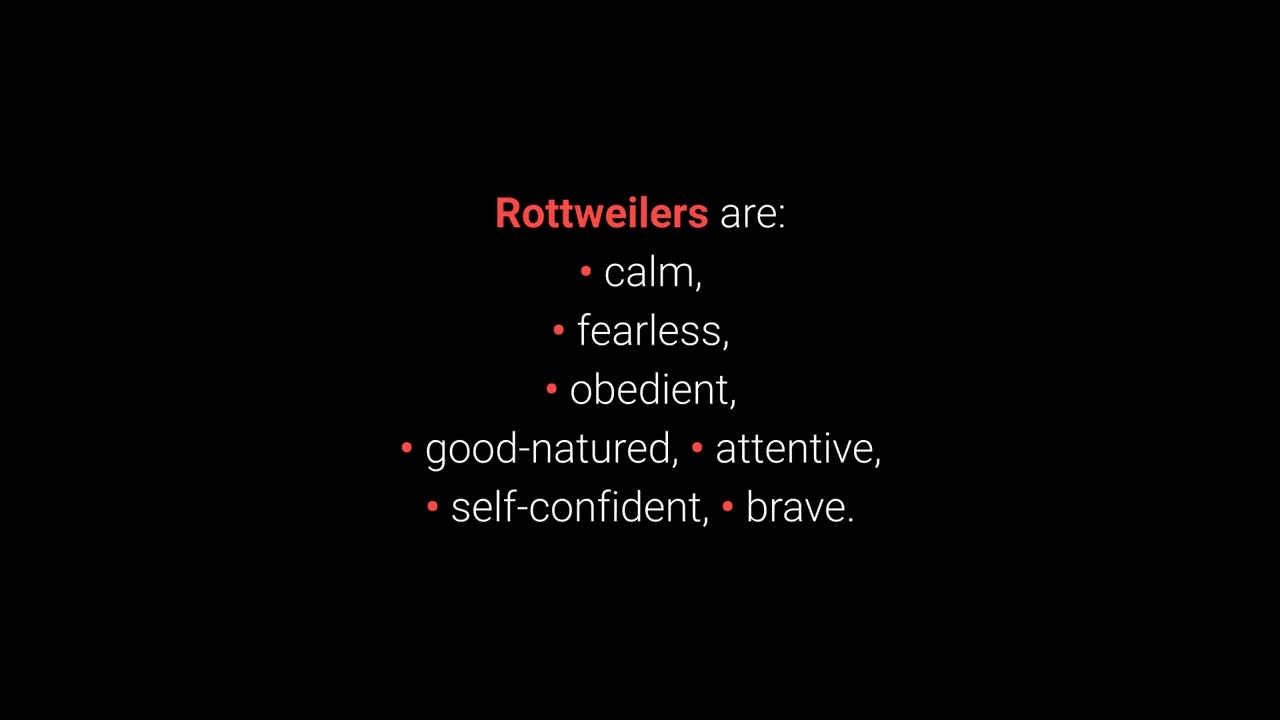 Rottweilers are:
• calm,
• fearless,
• obedient,
• good-natured, • attentive,
• self-confident, • brave.